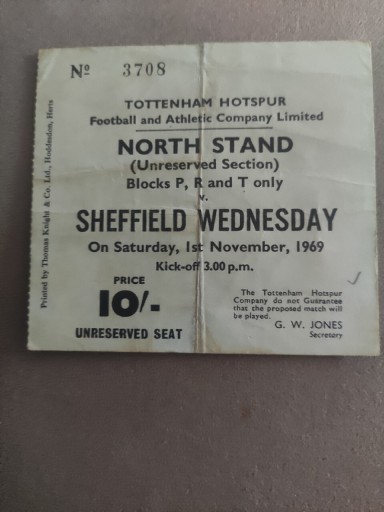 Nº 3708
TOTTENHAM HOTSPUR
Football and Athletic Company Limited
NORTH STAND
(Unreserved Section)
Blocks P, R and T only
v.
SHEFFIELD WEDNESDAY
On Saturday, 1st November, 1969
Kick-off 3.00 p.m.
PRICE
10/-
UNRESERVED SEAT
The Tottenham Hotspur
Company do not Guarantee
that the proposed match will
be played.
G. W. JONES
Secretary
Printed by Thomas Knight & Co. Ltd., Hoddesdon, Herts